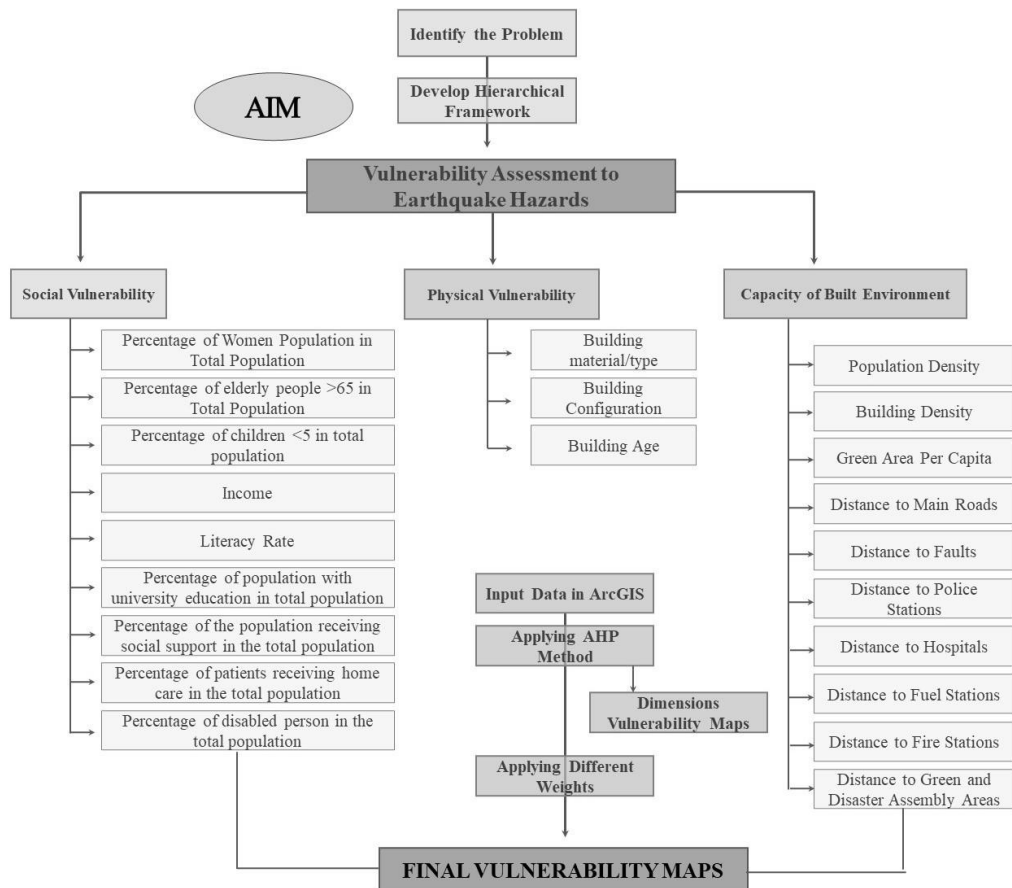 Identify the Problem
AIM
Develop Hierarchical
Framework
Vulnerability Assessment to
Earthquake Hazards
Social Vulnerability
Percentage of Women Population in
Total Population
Percentage of elderly people >65 in
Total Population
Percentage of children <5 in total
population
Income
Literacy Rate
Percentage of population with
university education in total population
Percentage of the population receiving
social support in the total population
Percentage of patients receiving home
care in the total population
Percentage of disabled person in the
total population
Physical Vulnerability
Building
material/type
Building
Configuration
Building Age
Input Data in ArcGIS
Applying AHP
Method
Dimensions
Vulnerability Maps
Applying Different
Weights
Capacity of Built Environment
Population Density
Building Density
Green Area Per Capita
Distance to Main Roads
Distance to Faults
Distance to Police
Stations
Distance to Hospitals
Distance to Fuel Stations
Distance to Fire Stations
Distance to Green and
Disaster Assembly Areas
FINAL VULNERABILITY MAPS